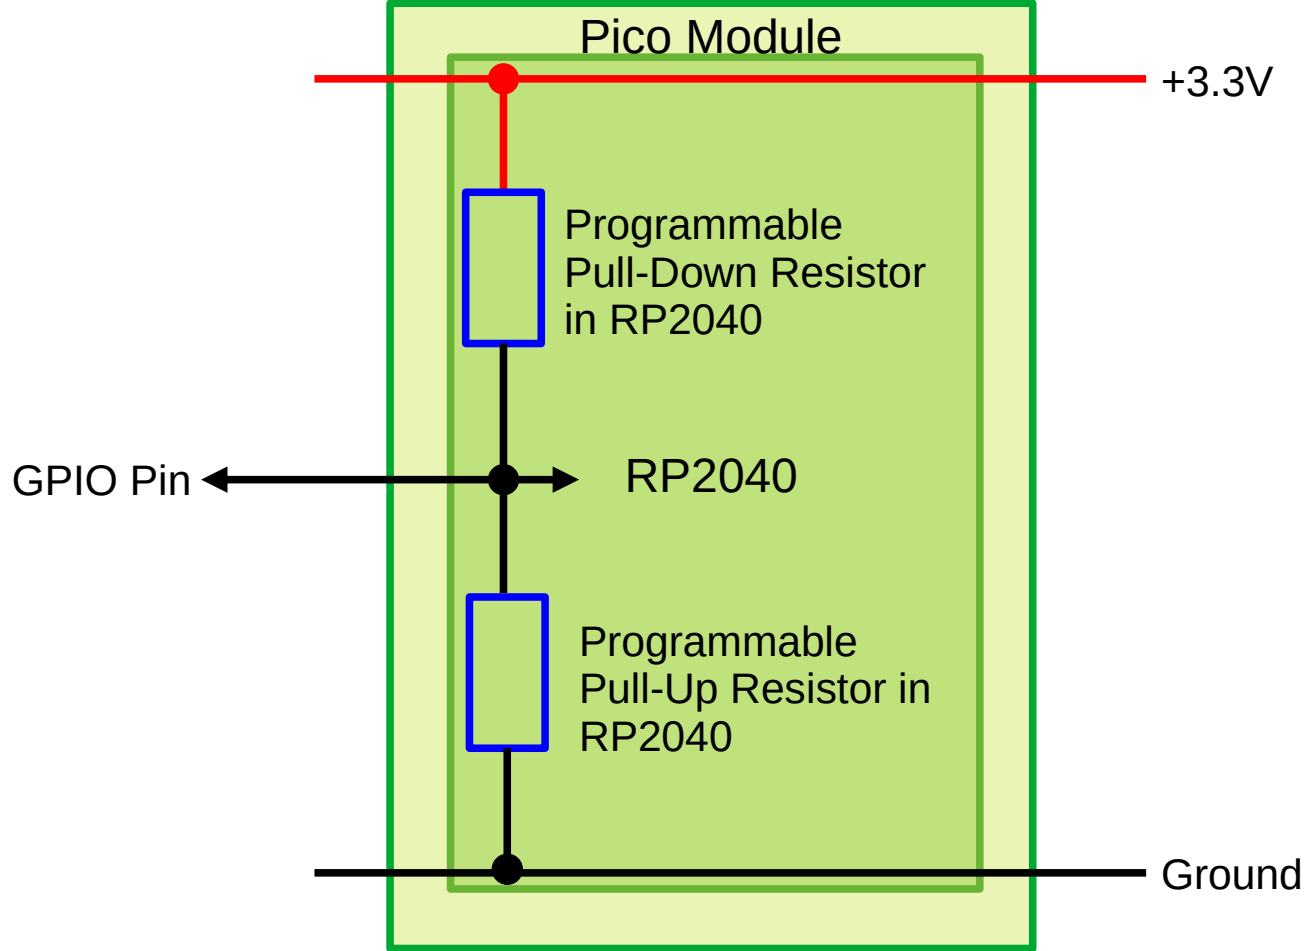 Pico Module
+3.3V
Programmable
Pull-Down Resistor
in RP2040
GPIO Pin
RP2040
Programmable
Pull-Up Resistor in
RP2040
Ground